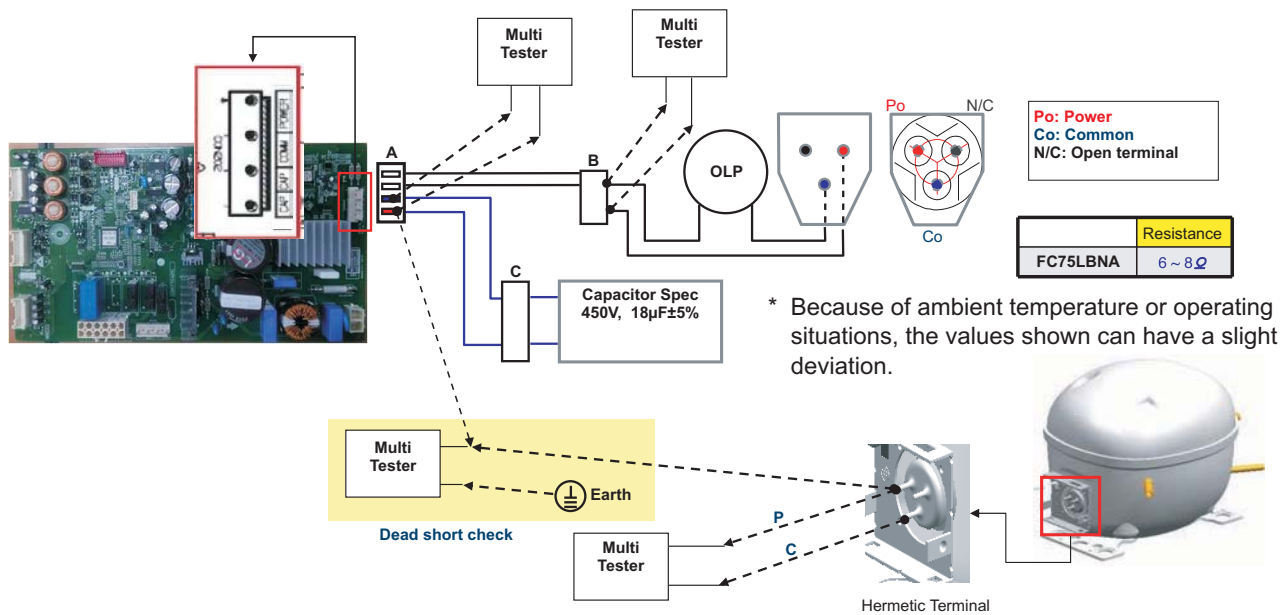 Multi
Tester
Multi
Tester
POWER
COMM
CAP
CAP
CON202
A
B
OLP
Po
N/C
Co
Po: Power
Co: Common
N/C: Open terminal
Resistance
FC75LBNA
6 ~ 8Ω
C
Capacitor Spec
450V, 18µF±5%
* Because of ambient temperature or operating
situations, the values shown can have a slight
deviation.
LG
Multi
Tester
Earth
Dead short check
P
C
Multi
Tester
Hermetic Terminal